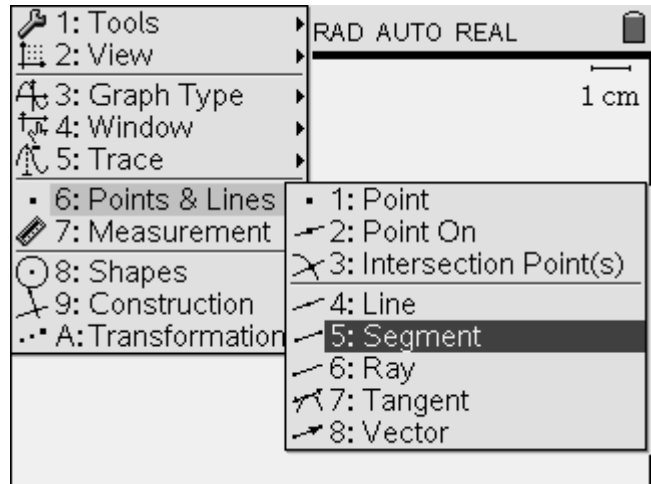 1: Tools
RAD AUTO REAL
2: View
1 cm
3: Graph Type
4: Window
5: Trace
6: Points & Lines
7: Measurement
8: Shapes
9: Construction
A: Transformation
1: Point
2: Point On
3: Intersection Point(s)
4: Line
5: Segment
6: Ray
7: Tangent
8: Vector